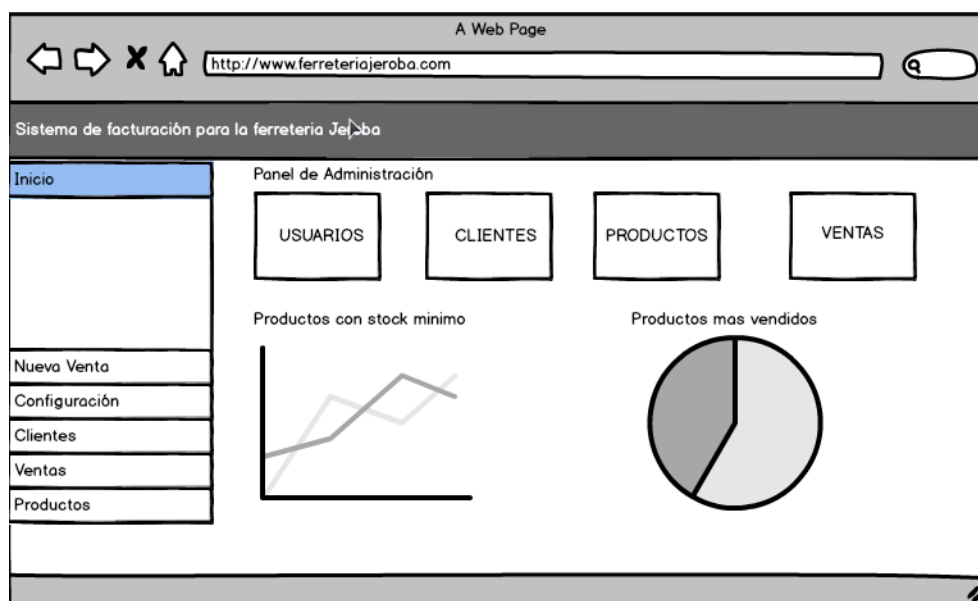 A Web Page
http://www.ferreteriajeroba.com
Sistema de facturación para la ferreteria Jeroba
Inicio
Nueva Venta
Configuración
Clientes
Ventas
Productos
Panel de Administración
USUARIOS
CLIENTES
PRODUCTOS
VENTAS
Productos con stock minimo
Productos mas vendidos